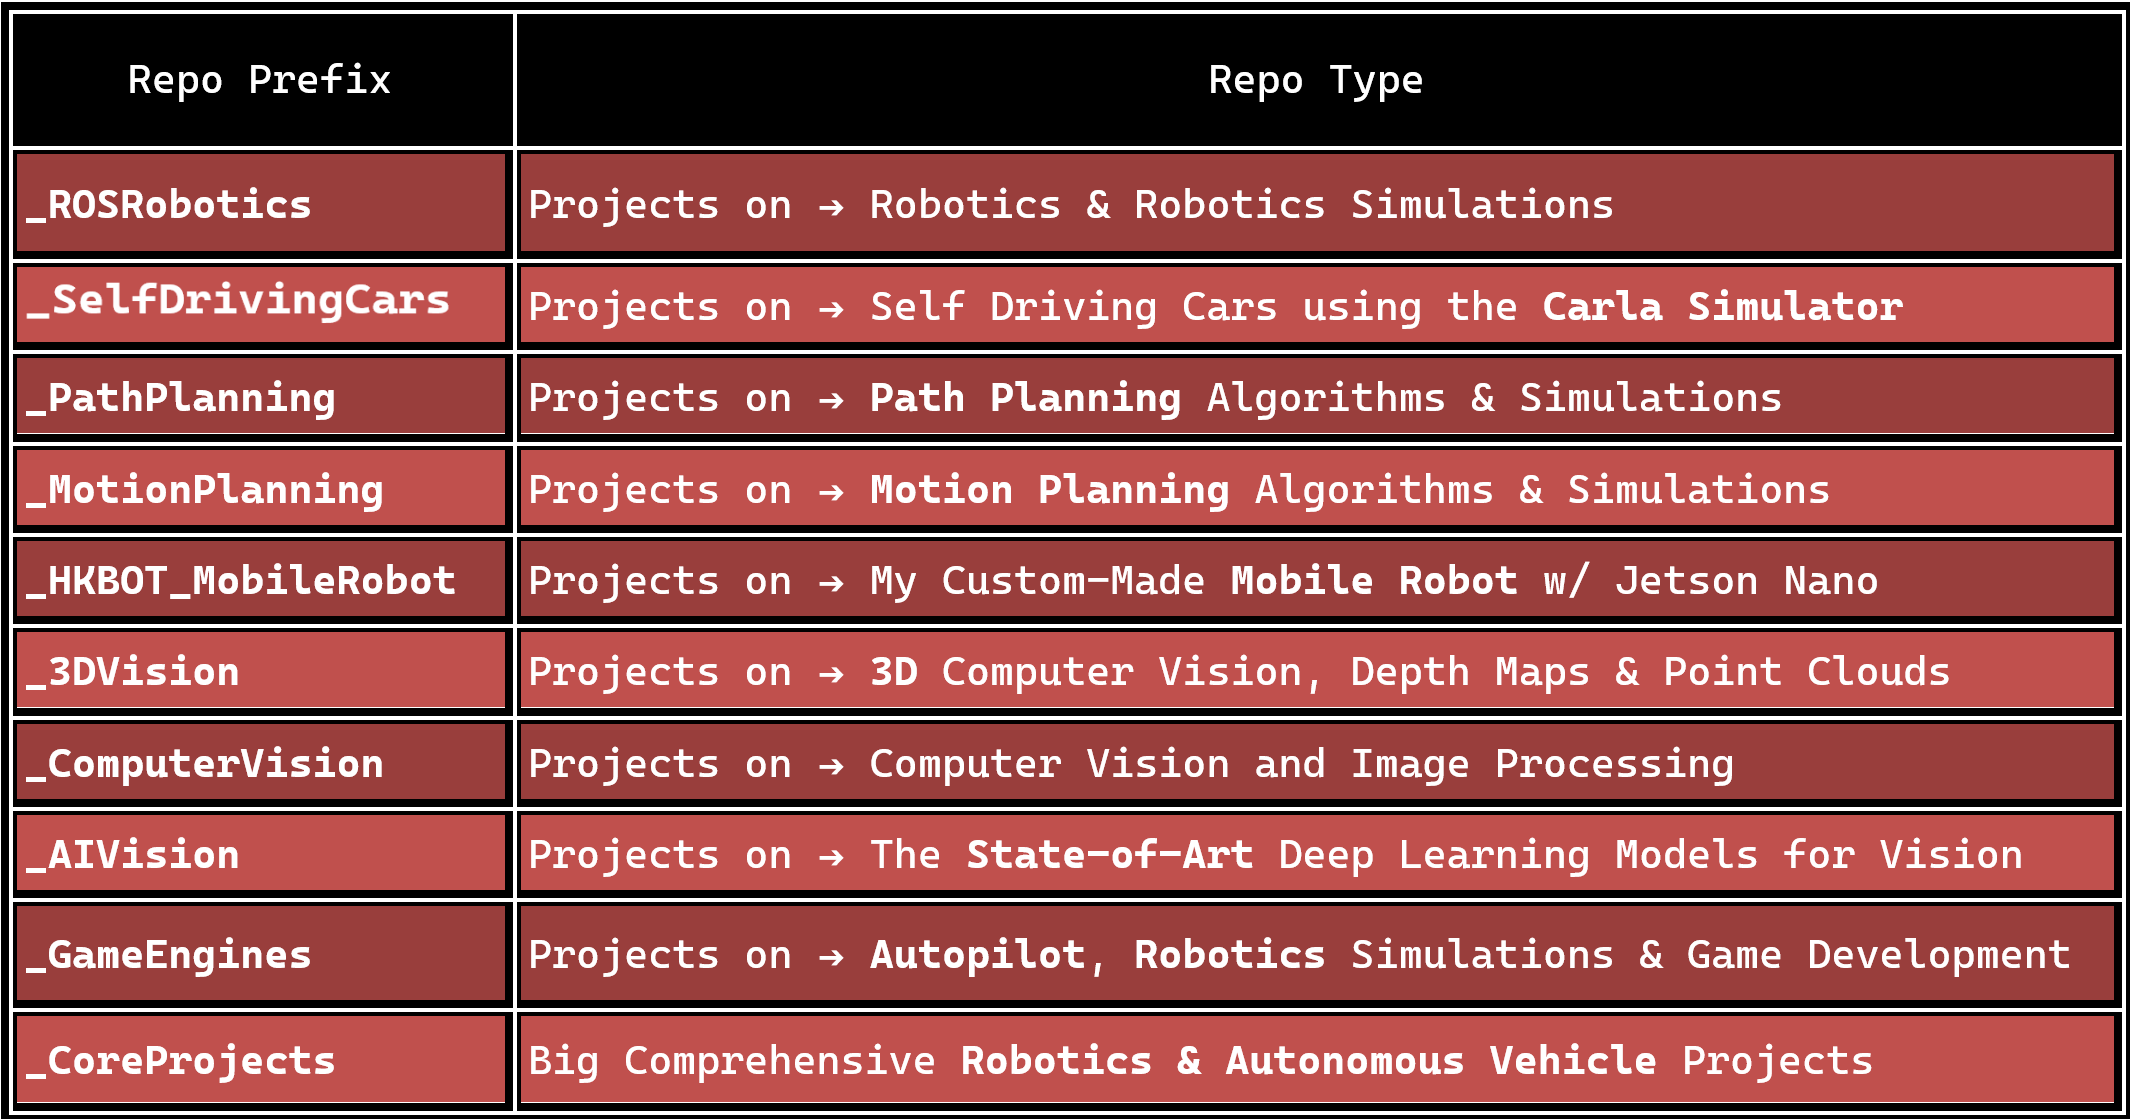 Repo Prefix Repo Type
_ROSRobotics Projects on → Robotics & Robotics Simulations
_SelfDrivingCars Projects on → Self Driving Cars using the Carla Simulator
_PathPlanning Projects on → Path Planning Algorithms & Simulations
_MotionPlanning Projects on → Motion Planning Algorithms & Simulations
_HKBOT_MobileRobot Projects on → My Custom-Made Mobile Robot w/ Jetson Nano
_3DVision Projects on → 3D Computer Vision, Depth Maps & Point Clouds
_ComputerVision Projects on → Computer Vision and Image Processing
_AIVision Projects on → The State-of-Art Deep Learning Models for Vision
_GameEngines Projects on → Autopilot, Robotics Simulations & Game Development
_CoreProjects Big Comprehensive Robotics & Autonomous Vehicle Projects